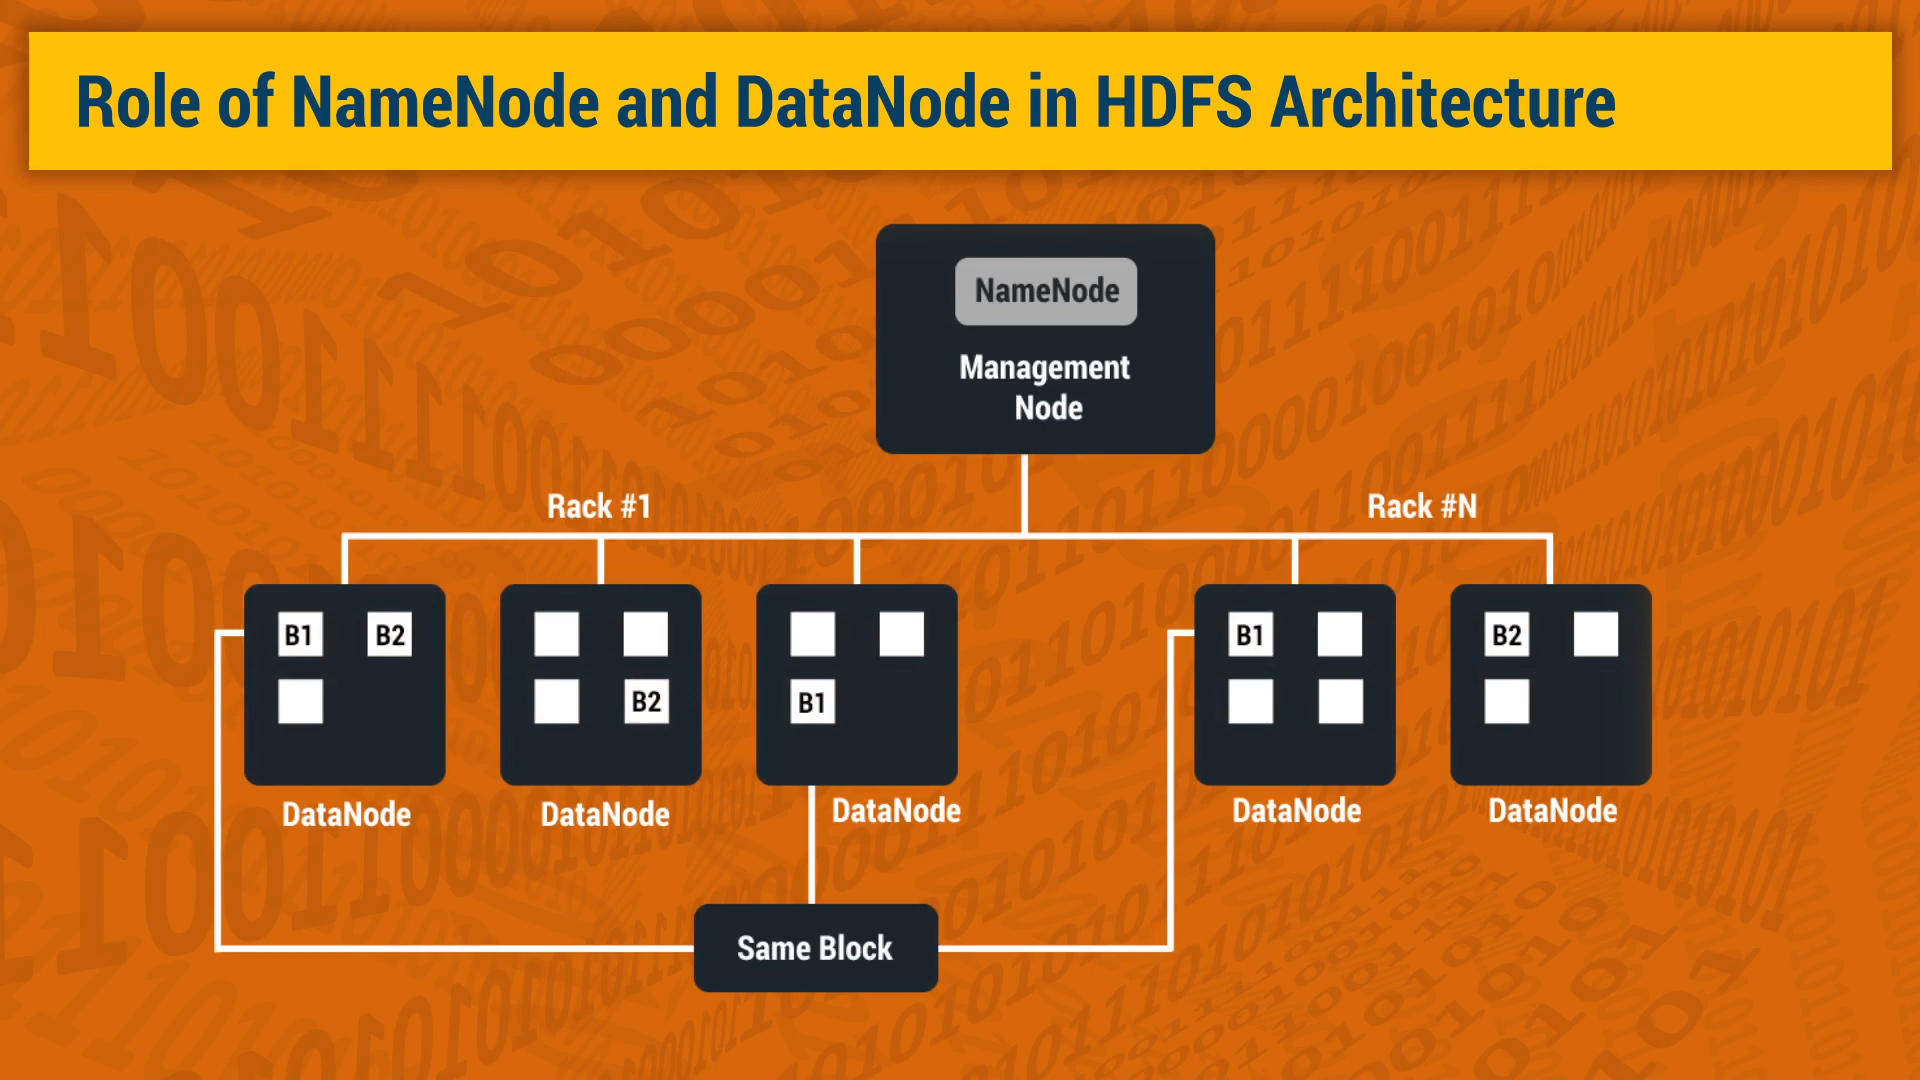 Role of NameNode and DataNode in HDFS Architecture
NameNode
Management
Node
Rack #1
Rack #N
B1 B2
B2
B1
B1
B2
DataNode
DataNode
DataNode
DataNode
DataNode
Same Block